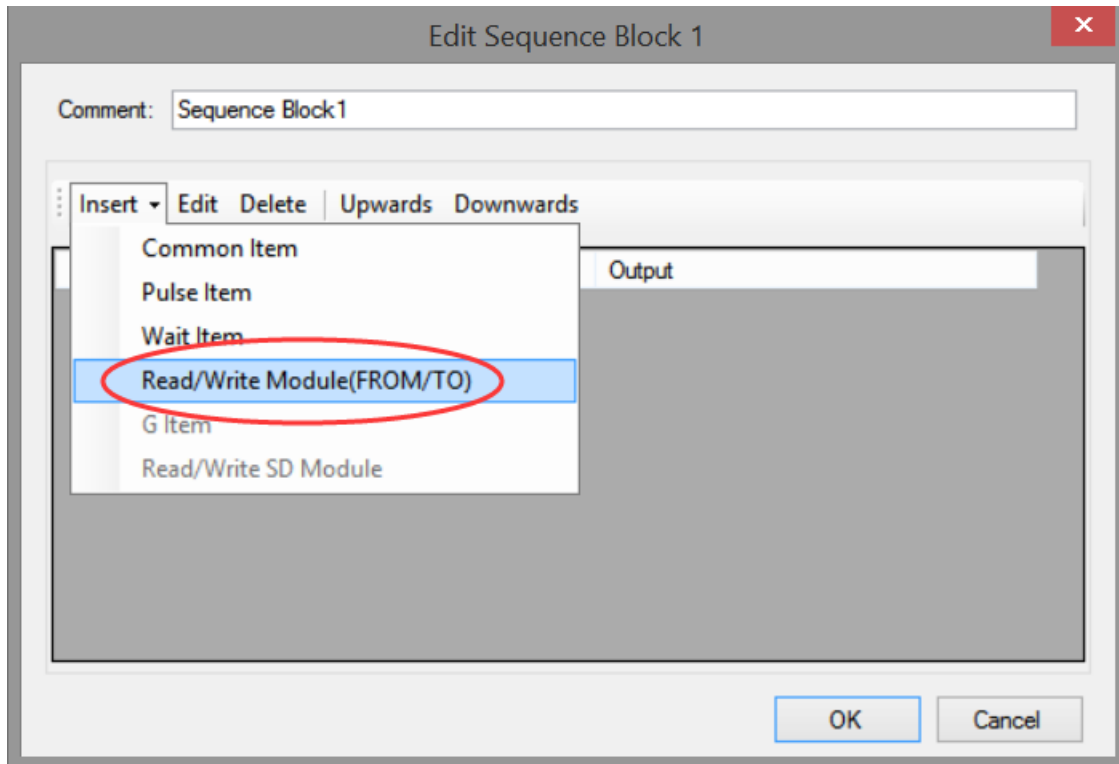 Edit Sequence Block 1
Comment: Sequence Block1
Insert Edit Delete Upwards Downwards
Common Item
Output
Pulse Item
Wait Item
Read/Write Module(FROM/TO)
G Item
Read/Write SD Module
OK Cancel